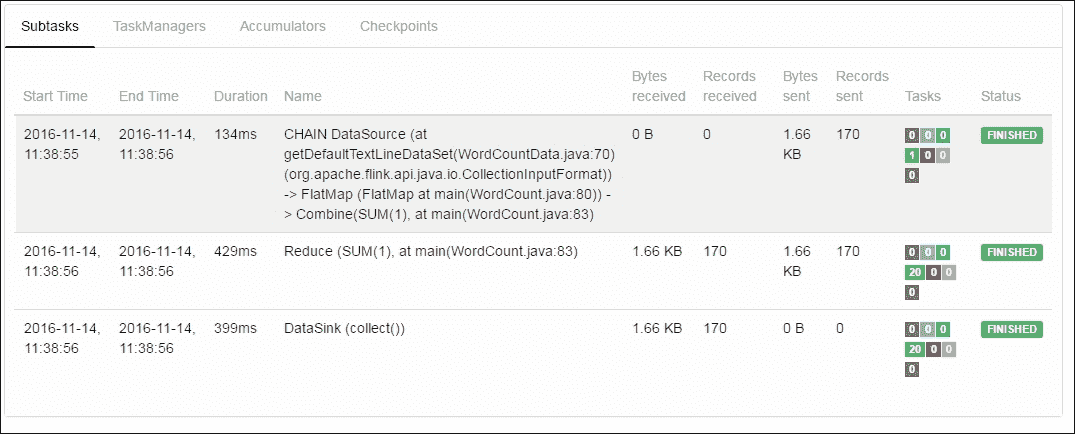 Subtasks TaskManagers Accumulators Checkpoints
Start Time End Time Duration Name Bytes received Records received Bytes sent Records sent Tasks Status
2016-11-14, 11:38:55 2016-11-14, 11:38:56 134ms
CHAIN DataSource (at
getDefaultTextLineDataSet(WordCountData.java:70)
(org.apache.flink.api.java.io.CollectionInputFormat))
-> FlatMap (FlatMap at main(WordCount.java:80)) -
> Combine(SUM(1), at main(WordCount.java:83)
0 B 0 1.66 KB 170
0 0 0
1 0 0
0
FINISHED
2016-11-14, 11:38:56 2016-11-14, 11:38:56 429ms
Reduce (SUM(1), at main(WordCount.java:83)
1.66 KB 170 1.66 KB 170
0 0 0
20 0 0
0
FINISHED
2016-11-14, 11:38:56 2016-11-14, 11:38:56 399ms
DataSink (collect())
1.66 KB 170 0 B 0
0 0 0
20 0 0
0
FINISHED